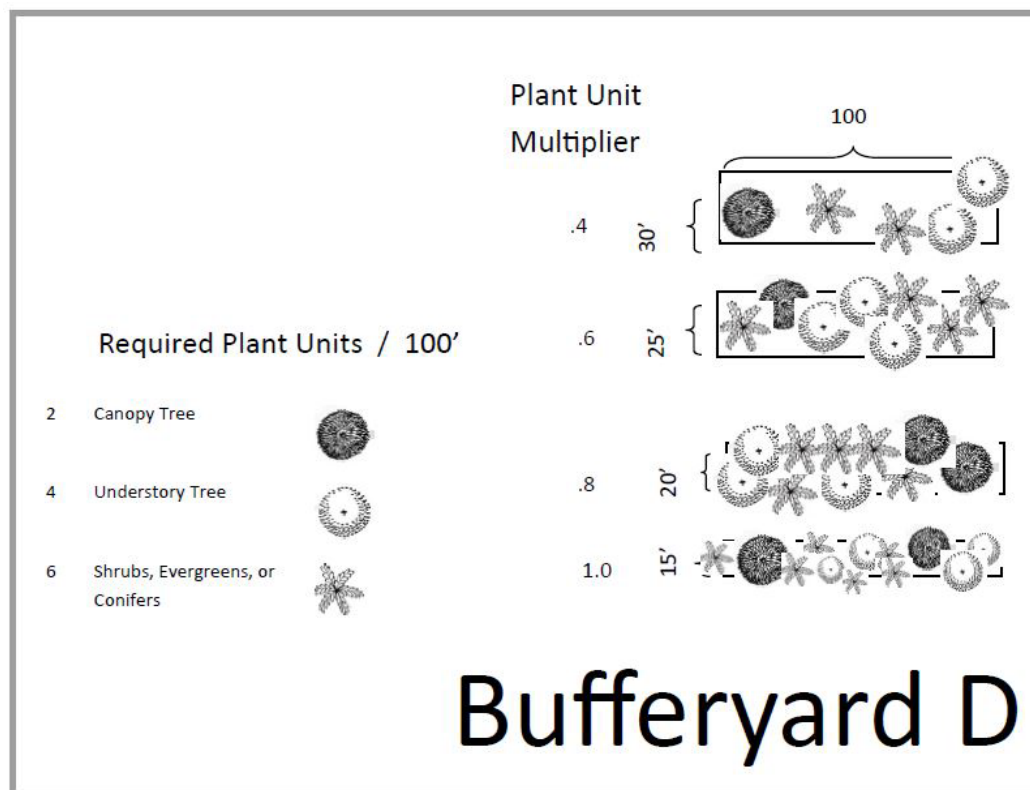 Plant Unit
Multiplier
100
.4
30’
.6
25’
Required Plant Units / 100’
2 Canopy Tree
4 Understory Tree
6 Shrubs, Evergreens, or
Conifers
.8
20’
1.0
15’
Bufferyard D